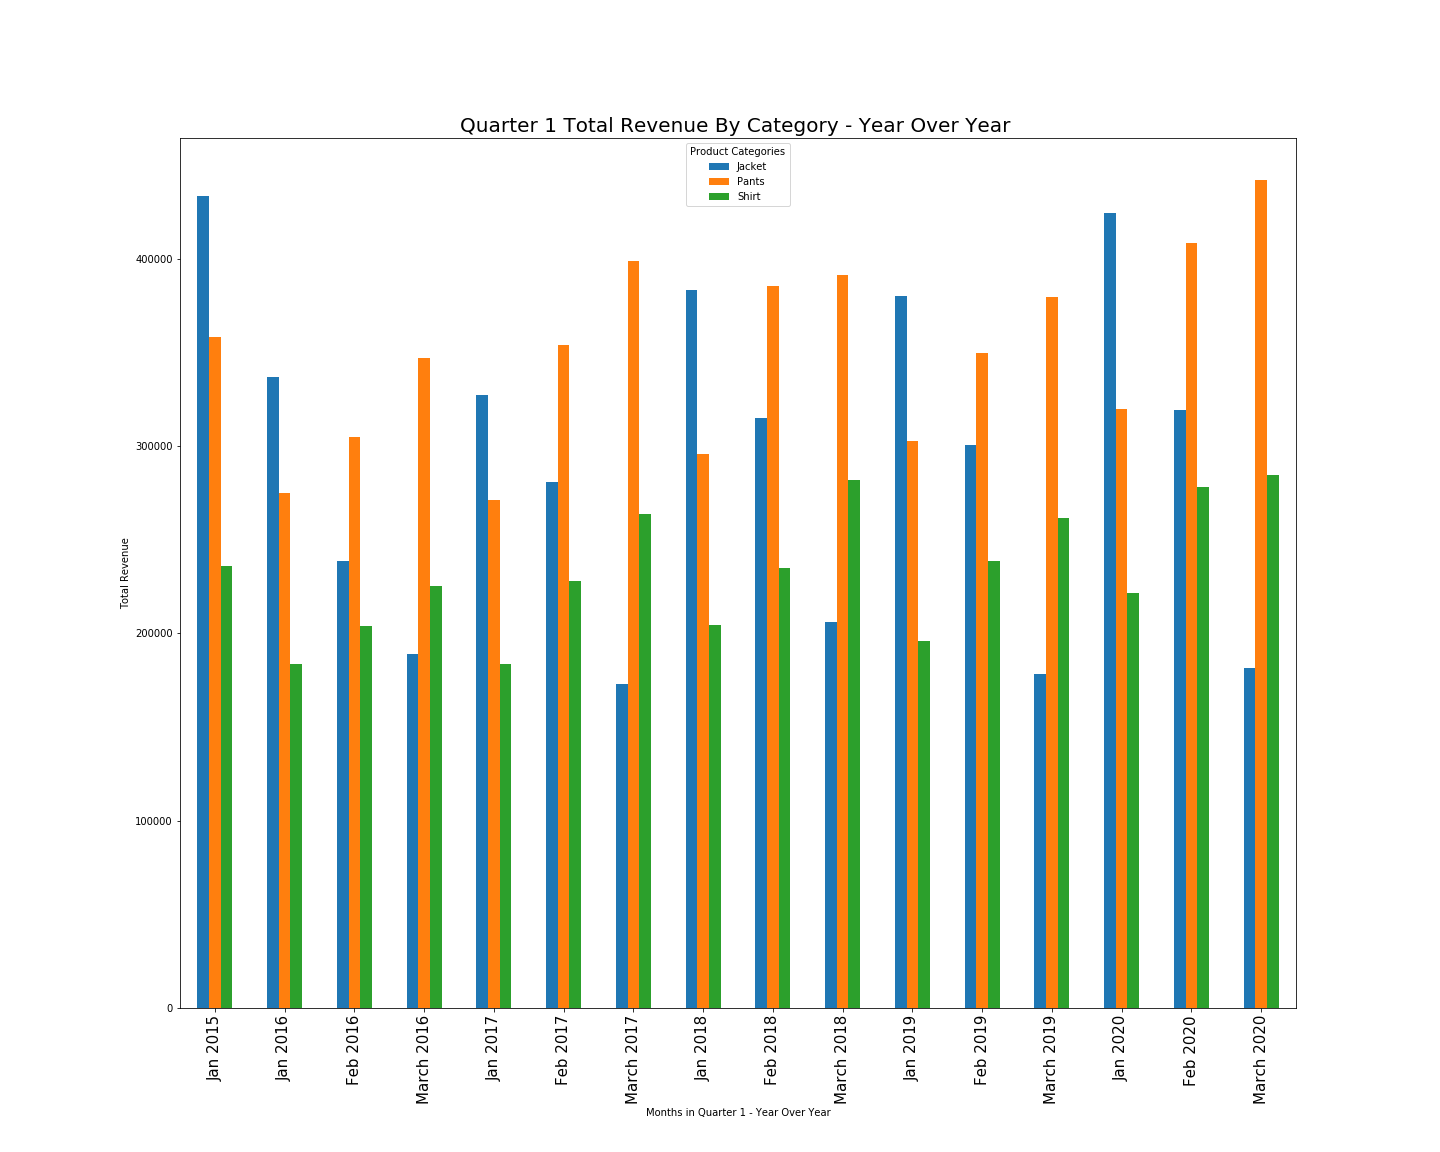 Quarter 1 Total Revenue By Category - Year Over Year
Product Categories
Jacket
Pants
Shirt
400000
300000
200000
100000
0
Total Revenue
Jan 2015
Jan 2016
Feb 2016
March 2016
Jan 2017
Feb 2017
March 2017
Jan 2018
Feb 2018
March 2018
Jan 2019
Feb 2019
March 2019
Jan 2020
Feb 2020
March 2020
Months in Quarter 1 - Year Over Year